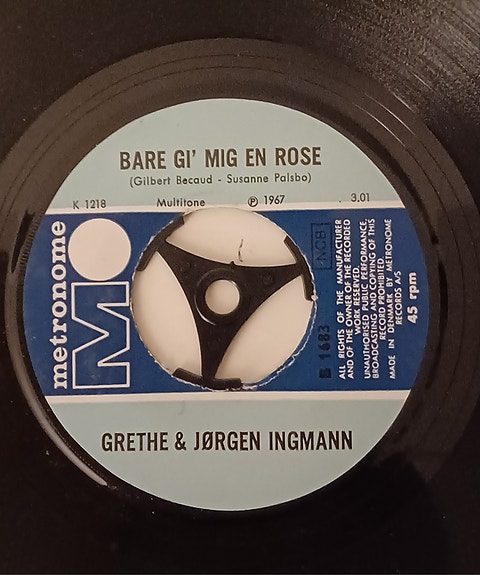 BARE GI' MIG EN ROSE
(Gilbert Becaud - Susanne Palsbo)
K 1218 Multitone ℗ 1967 3.01
metronome
NCB
B 1683
ALL RIGHTS OF THE MANUFACTURER
AND OF THE OWNER OF THE RECORDED
WORK RESERVED.
UNAUTHORISED PUBLIC PERFORMANCE,
BROADCASTING AND COPYING OF THIS
RECORD PROHIBITED
MADE IN DENMARK BY METRONOME
RECORDS A/S
45 rpm
GRETHE & JØRGEN INGMANN